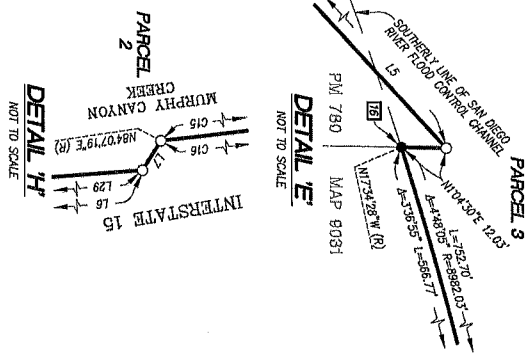 PARCEL 3
SOUTHERLY LINE OF SAN DIEGO
RIVER FLOOD CONTROL CHANNEL
L5
16
PM 780
MAP 9031
N1°04'30"E 12.03'
L=752.70'
Δ=4°48'05" R=8982.03'
Δ=3°36'55" L=566.77'
N17°34'28"W (R)
DETAIL 'E'
NOT TO SCALE
PARCEL
2
MURPHY CANYON
CREEK
N84°07'19"E (R)
C15
C16
L7
L29
L6
INTERSTATE 15
DETAIL 'H'
NOT TO SCALE